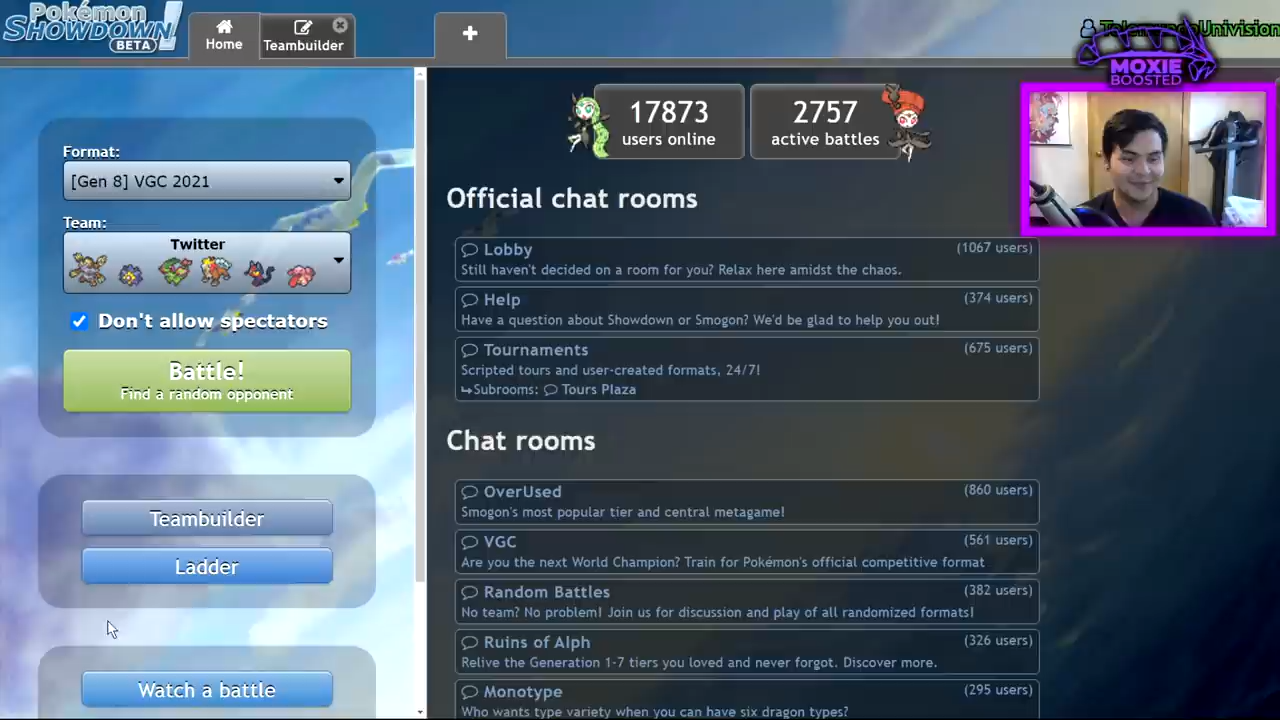 Pokémon
SHOWDOWN!
BETA
Home
Teambuilder
+
MOXIE
BOOSTED
Format:
[Gen 8] VGC 2021
Team:
Twitter
Don't allow spectators
Battle!
Find a random opponent
Teambuilder
Ladder
Watch a battle
17873
users online
2757
active battles
Official chat rooms
Lobby (1067 users)
Still haven't decided on a room for you? Relax here amidst the chaos.
Help (374 users)
Have a question about Showdown or Smogon? We'd be glad to help you out!
Tournaments (675 users)
Scripted tours and user-created formats, 24/7!
↳Subrooms: Tours Plaza
Chat rooms
OverUsed (860 users)
Smogon's most popular tier and central metagame!
VGC (561 users)
Are you the next World Champion? Train for Pokémon's official competitive format
Random Battles (382 users)
No team? No problem! Join us for discussion and play of all randomized formats!
Ruins of Alph (326 users)
Relive the Generation 1-7 tiers you loved and never forgot. Discover more.
Monotype (295 users)
Who wants type variety when you can have six dragon types?